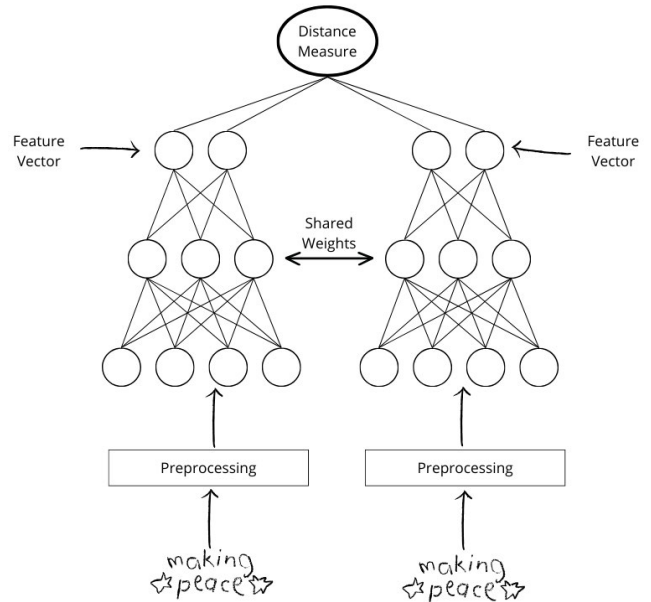 Distance
Measure
Feature
Vector
Feature
Vector
Shared
Weights
Preprocessing
Preprocessing
making
peace
making
peace